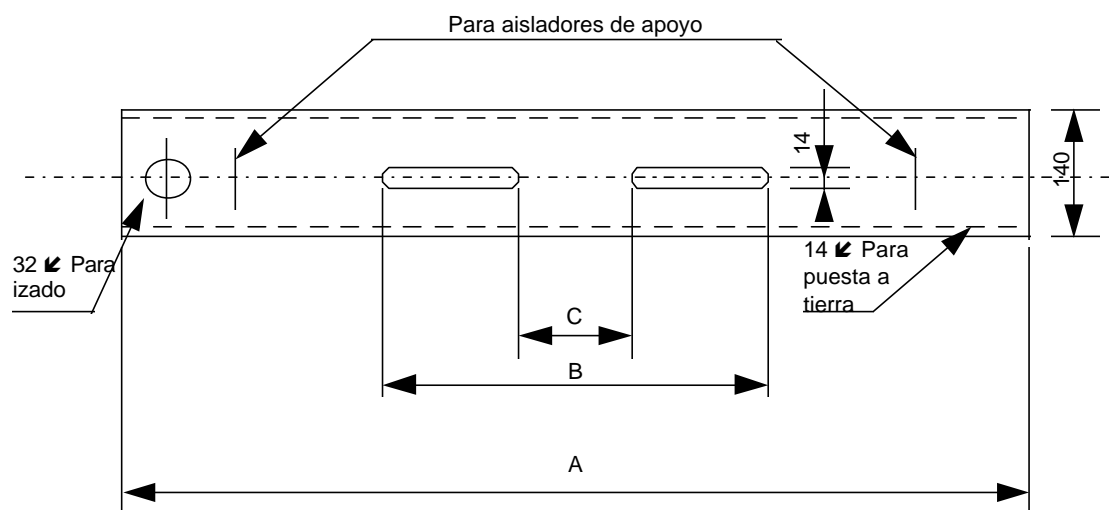 Para aisladores de apoyo
14
140
32 🡿 Para
izado
14 🡿 Para
puesta a
tierra
C
B
A